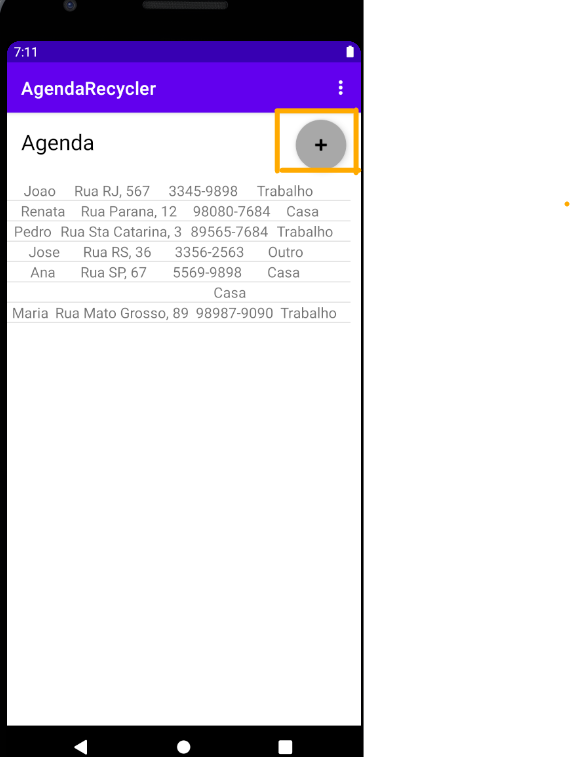 7:11
AgendaRecycler
Agenda
+
Joao Rua RJ, 567 3345-9898 Trabalho
Renata Rua Parana, 12 98080-7684 Casa
Pedro Rua Sta Catarina, 3 89565-7684 Trabalho
Jose Rua RS, 36 3356-2563 Outro
Ana Rua SP, 67 5569-9898 Casa
Casa
Maria Rua Mato Grosso, 89 98987-9090 Trabalho